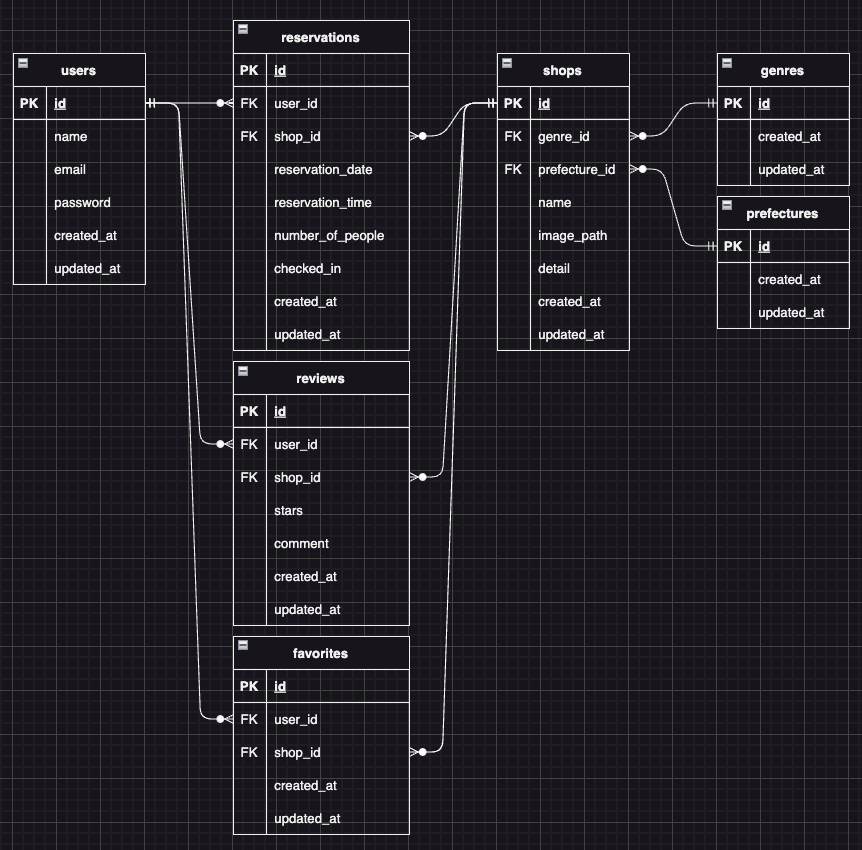 users
PK id
name
email
password
created_at
updated_at
reservations
PK id
FK user_id
FK shop_id
reservation_date
reservation_time
number_of_people
checked_in
created_at
updated_at
reviews
PK id
FK user_id
FK shop_id
stars
comment
created_at
updated_at
favorites
PK id
FK user_id
FK shop_id
created_at
updated_at
shops
PK id
FK genre_id
FK prefecture_id
name
image_path
detail
created_at
updated_at
genres
PK id
created_at
updated_at
prefectures
PK id
created_at
updated_at